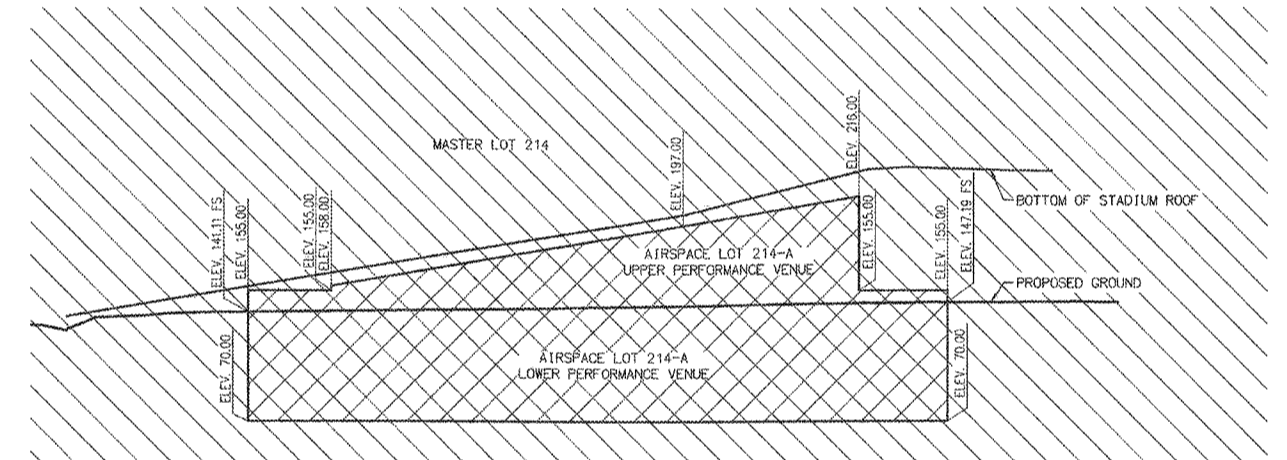 MASTER LOT 214
ELEV. 197.00
ELEV. 216.00
ELEV. 141.11 FS
ELEV. 155.00
ELEV. 155.00
ELEV. 158.00
ELEV. 155.00
ELEV. 155.00
ELEV. 147.19 FS
BOTTOM OF STADIUM ROOF
AIRSPACE LOT 214-A
UPPER PERFORMANCE VENUE
PROPOSED GROUND
ELEV. 70.00
AIRSPACE LOT 214-A
LOWER PERFORMANCE VENUE
ELEV. 70.00